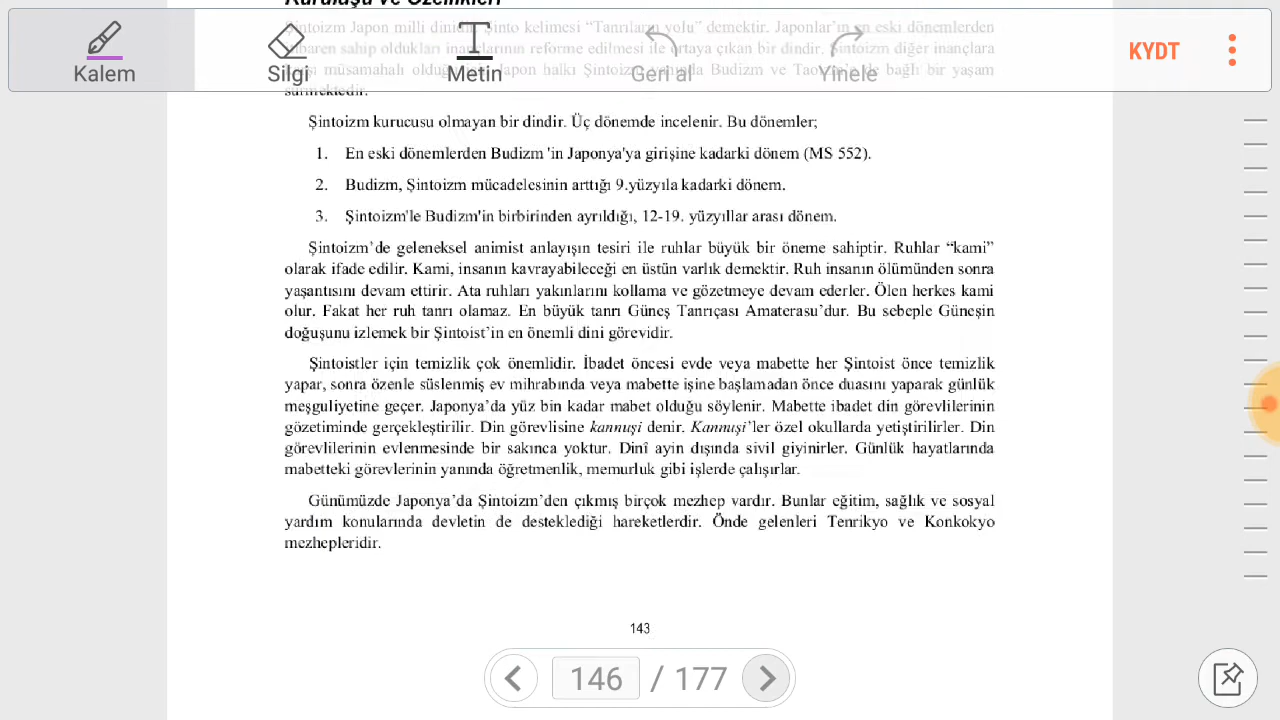 Kuruluşu ve Özellikleri
Şintoizm Japon milli dinidir. Şinto kelimesi “Tanrıların yolu” demektir. Japonlar’ın en eski dönemlerden
itibaren sahip oldukları inançlarının reforme edilmesi ile ortaya çıkan bir dindir. Şintoizm diğer inançlara
müsamahalı Japon halkı Şintoizm yanında Budizm ve bağlı bir yaşam
sürmektedir.
Kalem
Silgi
Metin
Geri al
Yinele
KYDT
Şintoizm kurucusu olmayan bir dindir. Üç dönemde incelenir. Bu dönemler;
1. En eski dönemlerden Budizm 'in Japonya'ya girişine kadarki dönem (MS 552).
2. Budizm, Şintoizm mücadelesinin arttığı 9.yüzyıla kadarki dönem.
3. Şintoizm'le Budizm'in birbirinden ayrıldığı, 12-19. yüzyıllar arası dönem.
Şintoizm’de geleneksel animist anlayışın tesiri ile ruhlar büyük bir öneme sahiptir. Ruhlar “kami”
olarak ifade edilir. Kami, insanın kavrayabileceği en üstün varlık demektir. Ruh insanın ölümünden sonra
yaşantısını devam ettirir. Ata ruhları yakınlarını kollama ve gözetmeye devam ederler. Ölen herkes kami
olur. Fakat her ruh tanrı olamaz. En büyük tanrı Güneş Tanrıçası Amaterasu’dur. Bu sebeple Güneşin
doğuşunu izlemek bir Şintoist’in en önemli dini görevidir.
Şintoistler için temizlik çok önemlidir. İbadet öncesi evde veya mabette her Şintoist önce temizlik
yapar, sonra özenle süslenmiş ev mihrabında veya mabette işine başlamadan önce duasını yaparak günlük
meşguliyetine geçer. Japonya’da yüz bin kadar mabet olduğu söylenir. Mabette ibadet din görevlilerinin
gözetiminde gerçekleştirilir. Din görevlisine kannuşi denir. Kannuşi’ler özel okullarda yetiştirilirler. Din
görevlilerinin evlenmesinde bir sakınca yoktur. Dinî ayin dışında sivil giyinirler. Günlük hayatlarında
mabetteki görevlerinin yanında öğretmenlik, memurluk gibi işlerde çalışırlar.
Günümüzde Japonya’da Şintoizm’den çıkmış birçok mezhep vardır. Bunlar eğitim, sağlık ve sosyal
yardım konularında devletin de desteklediği hareketlerdir. Önde gelenleri Tenrikyo ve Konkokyo
mezhepleridir.
143
146 / 177